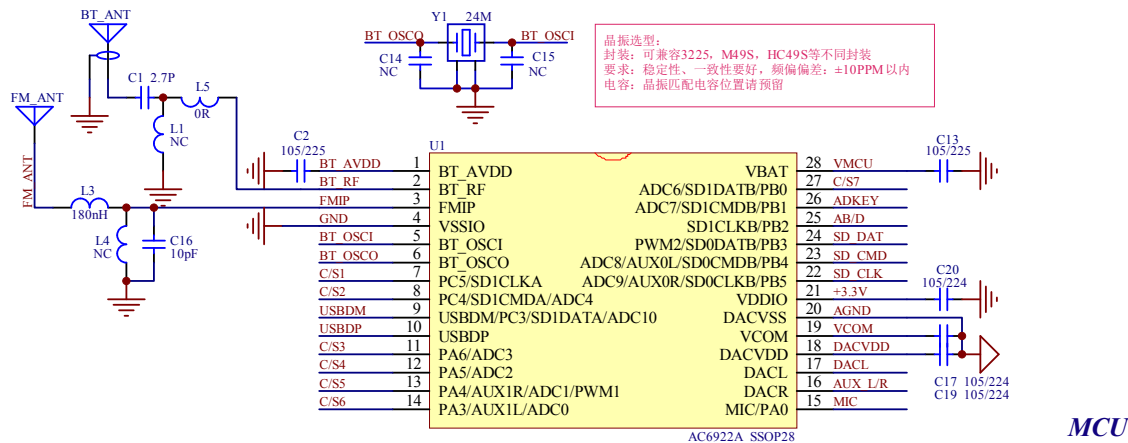 BT_ANT
C1
2.7P
L5
0R
L1
NC
FM_ANT
FM_ANT
L3
180nH
L4
NC
C16
10pF
Y1
24M
BT_OSCO
BT_OSCI
C14
NC
C15
NC
晶振选型:
封装: 可兼容3225, M49S, HC49S等不同封装
要求: 稳定性、一致性要好, 频偏偏差: ±10PPM以内
电容: 晶振匹配电容位置请预留
C2
105/225
BT_AVDD
BT_RF
FMIP
GND
BT_OSCI
BT_OSCO
C/S1
C/S2
USBDM
USBDP
C/S3
C/S4
C/S5
C/S6
U1
1 BT_AVDD
2 BT_RF
3 FMIP
4 VSSIO
5 BT_OSCI
6 BT_OSCO
7 PC5/SD1CLKA
8 PC4/SD1CMDA/ADC4
9 USBDM/PC3/SD1DATA/ADC10
10 USBDP
11 PA6/ADC3
12 PA5/ADC2
13 PA4/AUX1R/ADC1/PWM1
14 PA3/AUX1L/ADC0
VBAT 28 VMCU
ADC6/SD1DATB/PB0 27 C/S7
ADC7/SD1CMDB/PB1 26 ADKEY
SD1CLKB/PB2 25 AB/D
PWM2/SD0DATB/PB3 24 SD_DAT
ADC8/AUX0L/SD0CMDB/PB4 23 SD_CMD
ADC9/AUX0R/SD0CLKB/PB5 22 SD_CLK
VDDIO 21 +3.3V
DACVSS 20 AGND
VCOM 19 VCOM
DACVDD 18 DACVDD
DACL 17 DACL
DACR 16 AUX_L/R
MIC/PA0 15 MIC
AC6922A_SSOP28
C13
105/225
C20
105/224
C17 105/224
C19 105/224
MCU